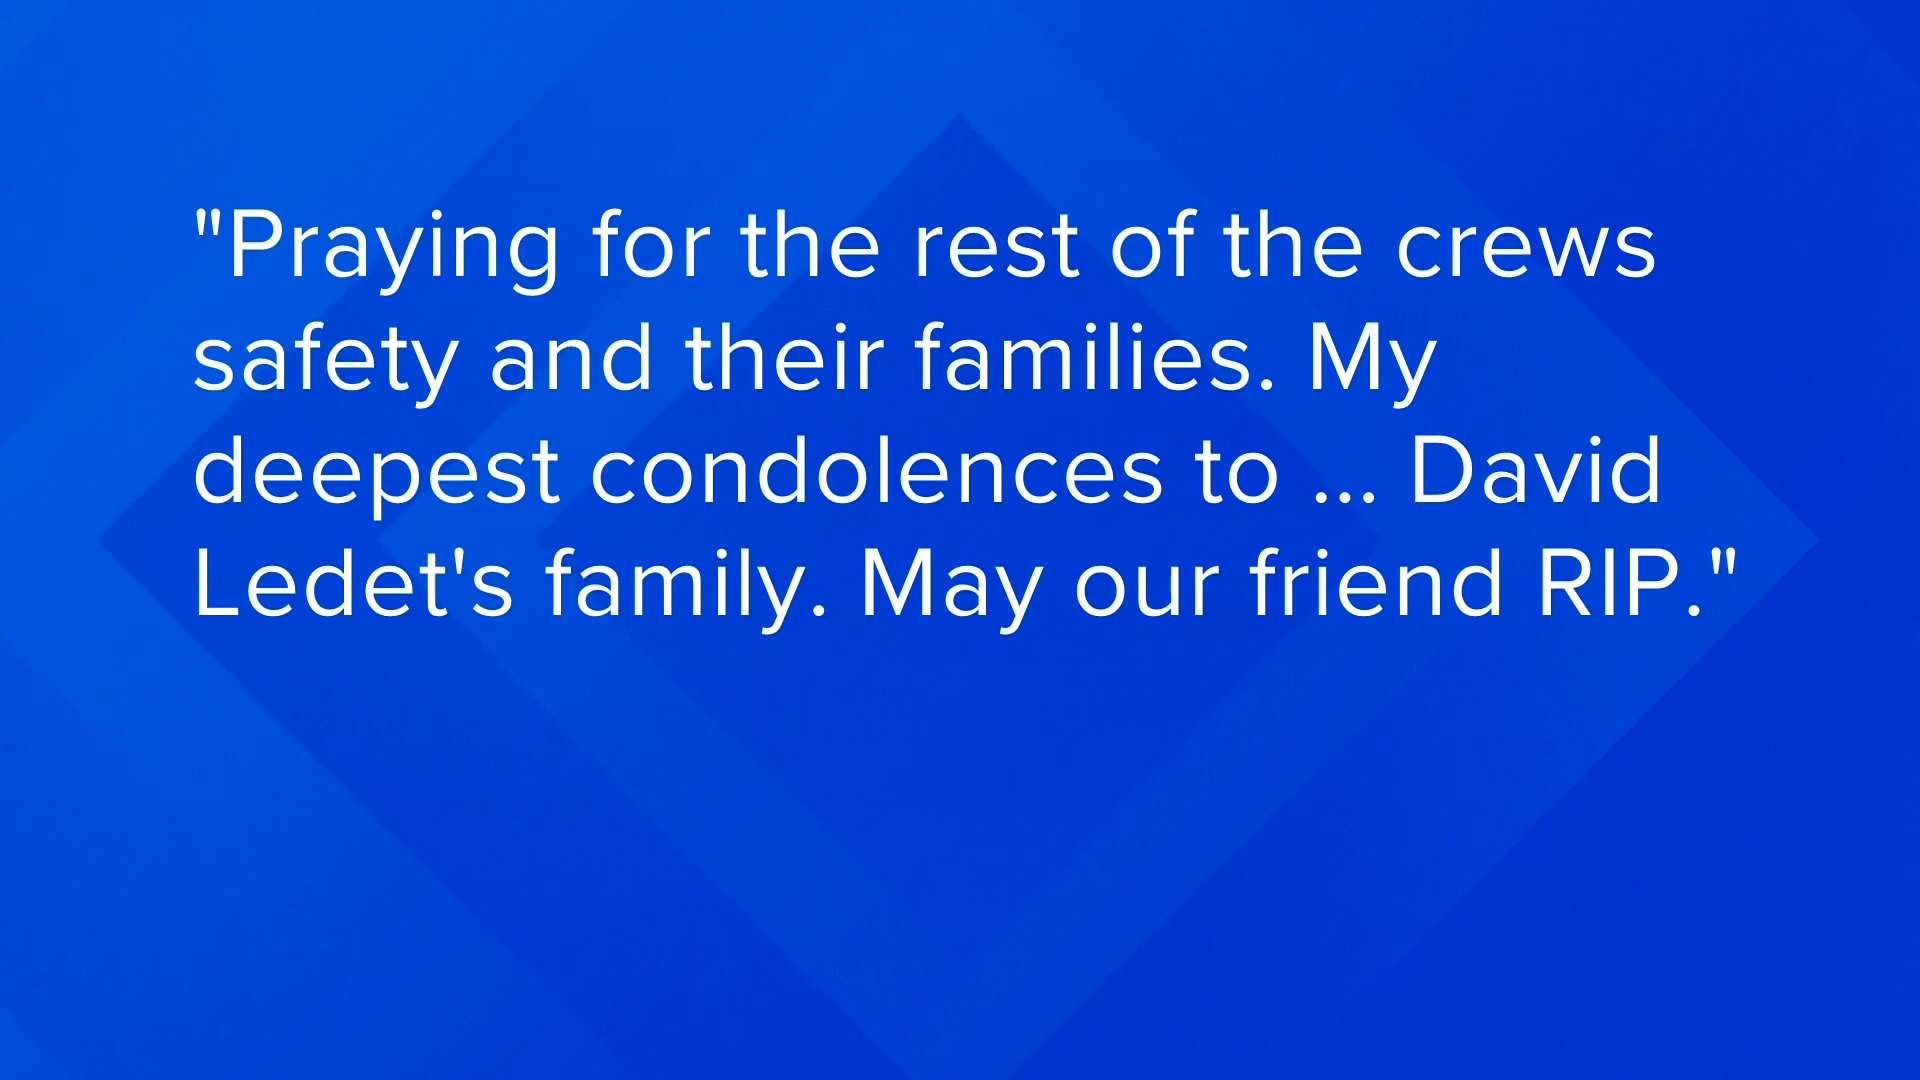 "Praying for the rest of the crews
safety and their families. My
deepest condolences to ... David
Ledet's family. May our friend RIP."